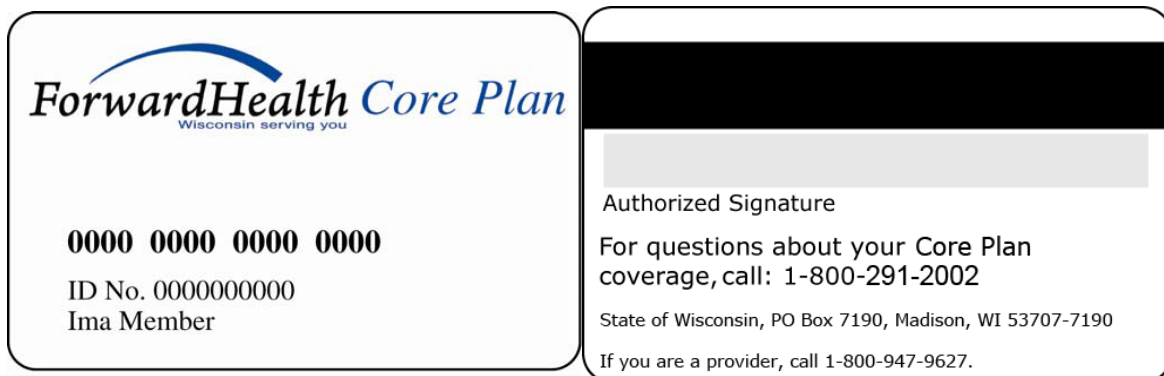 ForwardHealth Core Plan
Wisconsin serving you
0000 0000 0000 0000
ID No. 0000000000
Ima Member
Authorized Signature
For questions about your Core Plan
coverage, call: 1-800-291-2002
State of Wisconsin, PO Box 7190, Madison, WI 53707-7190
If you are a provider, call 1-800-947-9627.